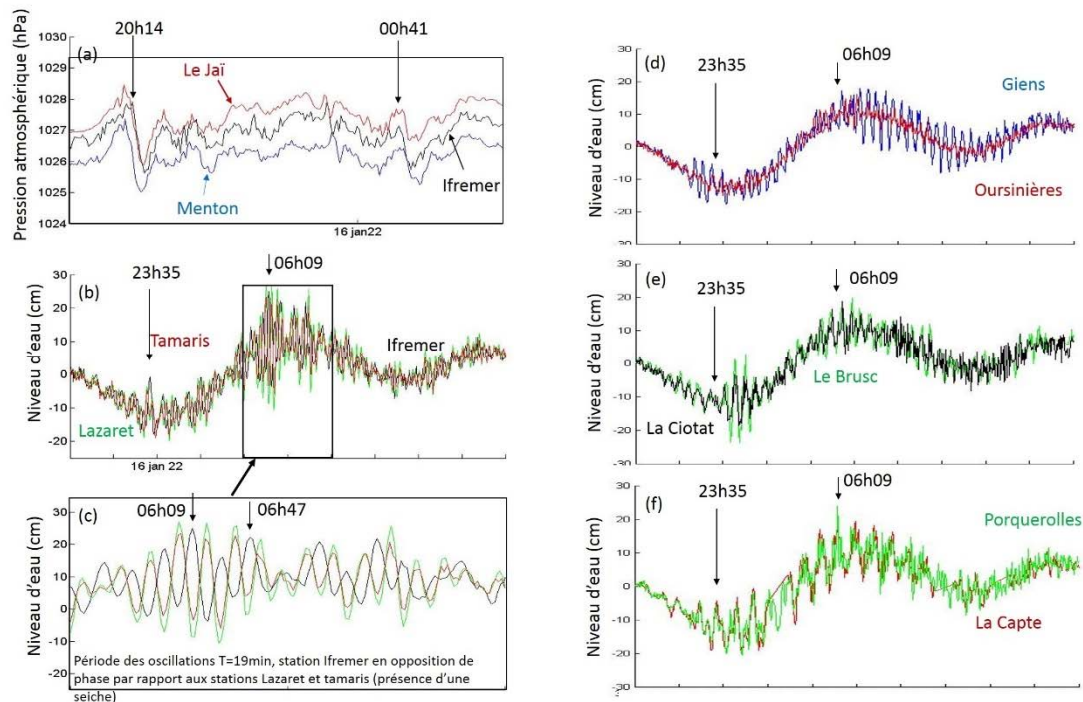 Pression atmosphérique (hPa)
1030
1029
1028
1027
1026
1025
1024
(a)
20h14
00h41
Le Jaï
Ifremer
Menton
16 jan22
Niveau d'eau (cm)
30
20
10
0
-10
-20
(b)
23h35
06h09
Tamaris
Ifremer
Lazaret
16 jan 22
Niveau d'eau (cm)
30
20
10
0
-10
-20
(c)
06h09
06h47
Période des oscillations T=19min, station Ifremer en opposition de
phase par rapport aux stations Lazaret et tamaris (présence d'une
seiche)
Niveau d'eau (cm)
30
20
10
0
-10
-20
-30
(d)
23h35
06h09
Giens
Oursinières
Niveau d'eau (cm)
30
20
10
0
-10
-20
-30
(e)
23h35
06h09
Le Brusc
La Ciotat
Niveau d'eau (cm)
30
20
10
0
-10
-20
-30
(f)
23h35
06h09
Porquerolles
La Capte